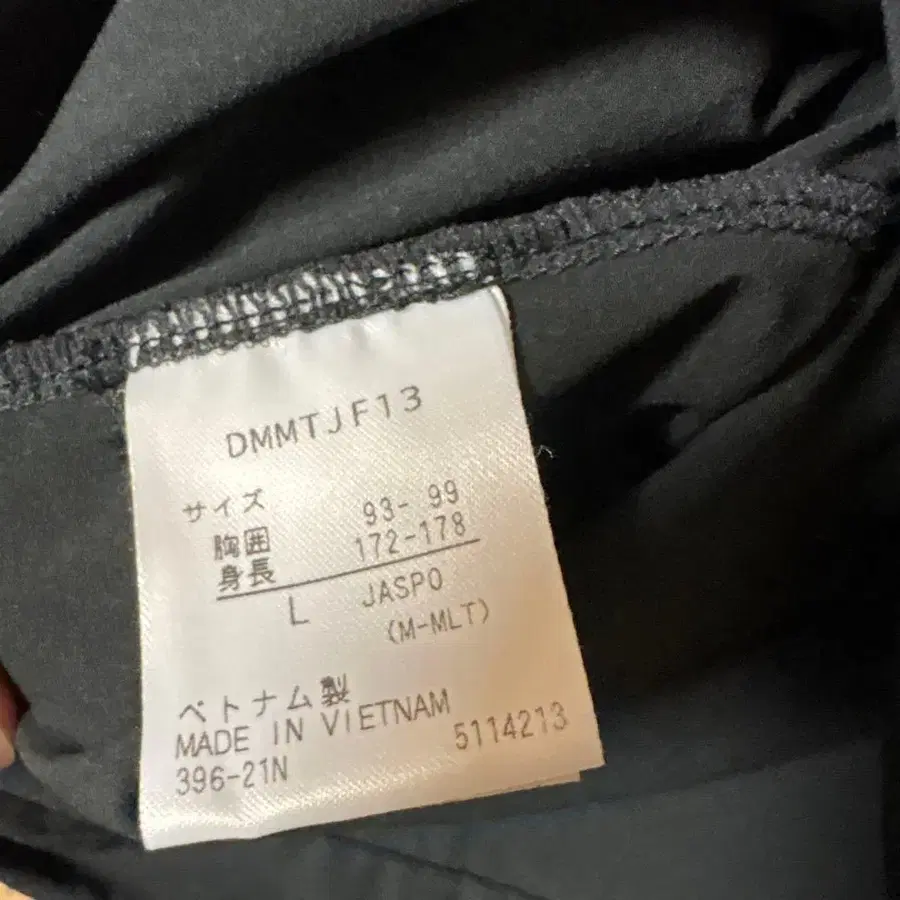 DMMTJF13
サイズ
胸囲 93- 99
身長 172-178
L JASPO
(M-MLT)
ベトナム製
MADE IN VIETNAM
396-21N 5114213